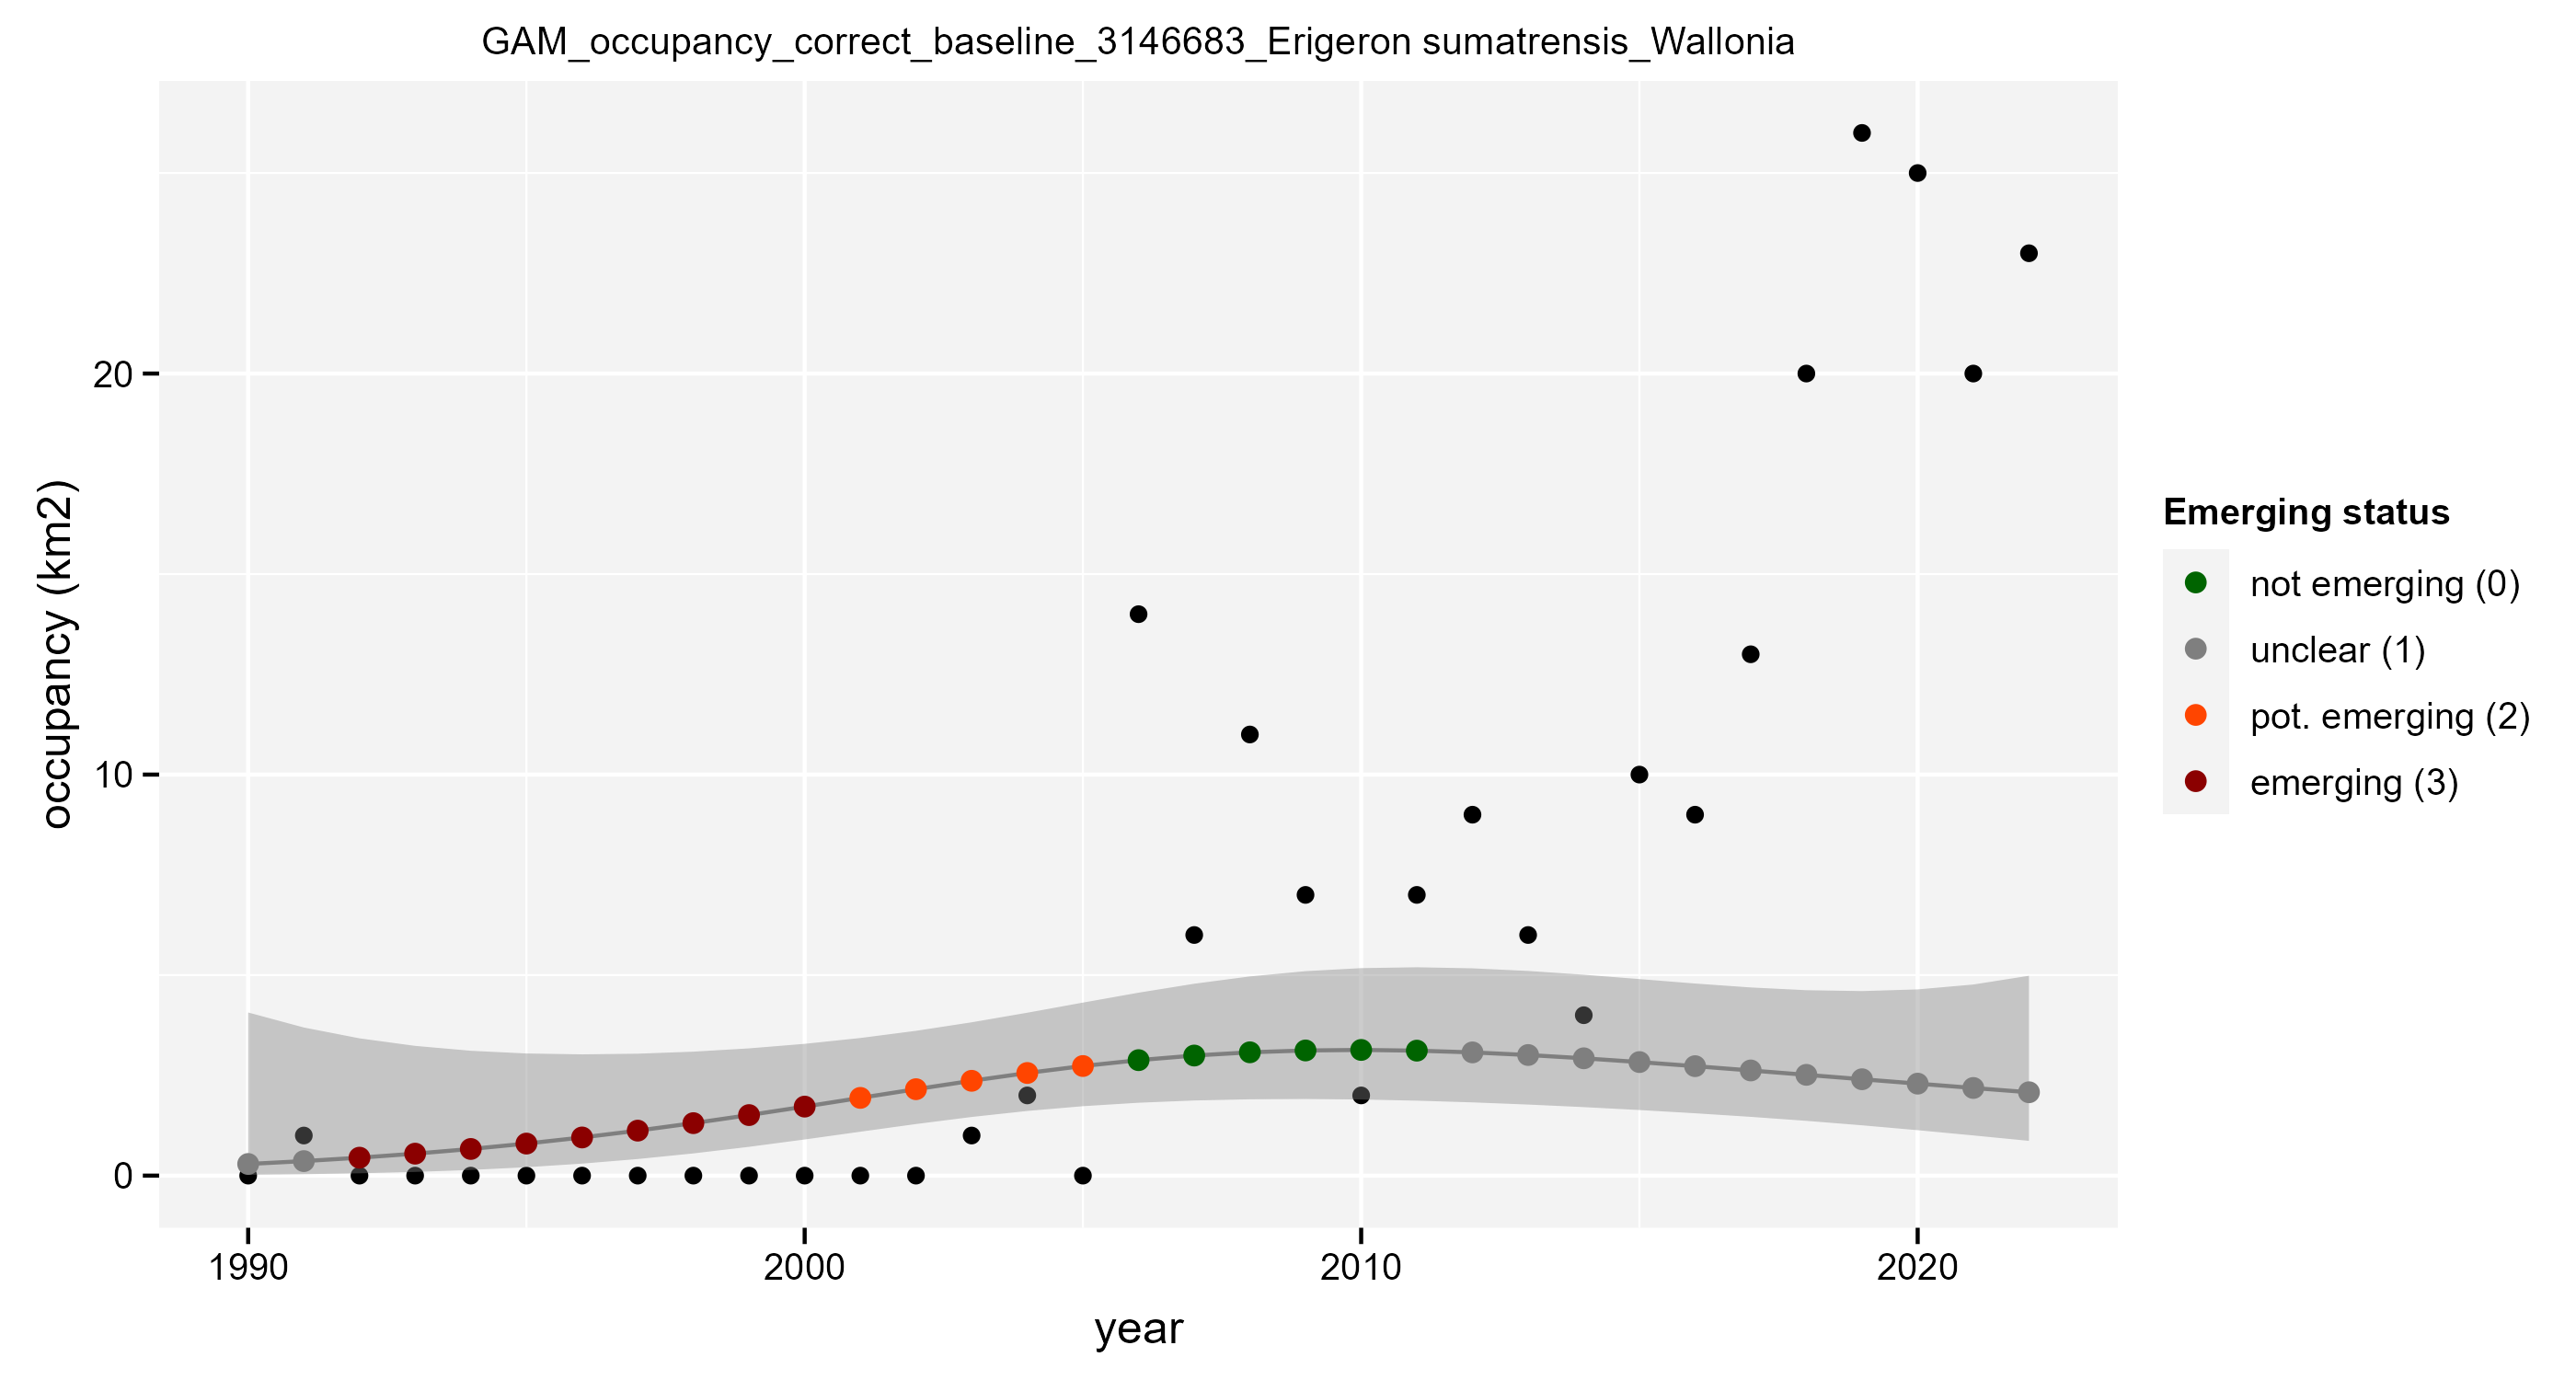 GAM_occupancy_correct_baseline_3146683_Erigeron sumatrensis_Wallonia
occupancy (km2)
20
10
0
1990
2000
2010
2020
year
Emerging status
not emerging (0)
unclear (1)
pot. emerging (2)
emerging (3)